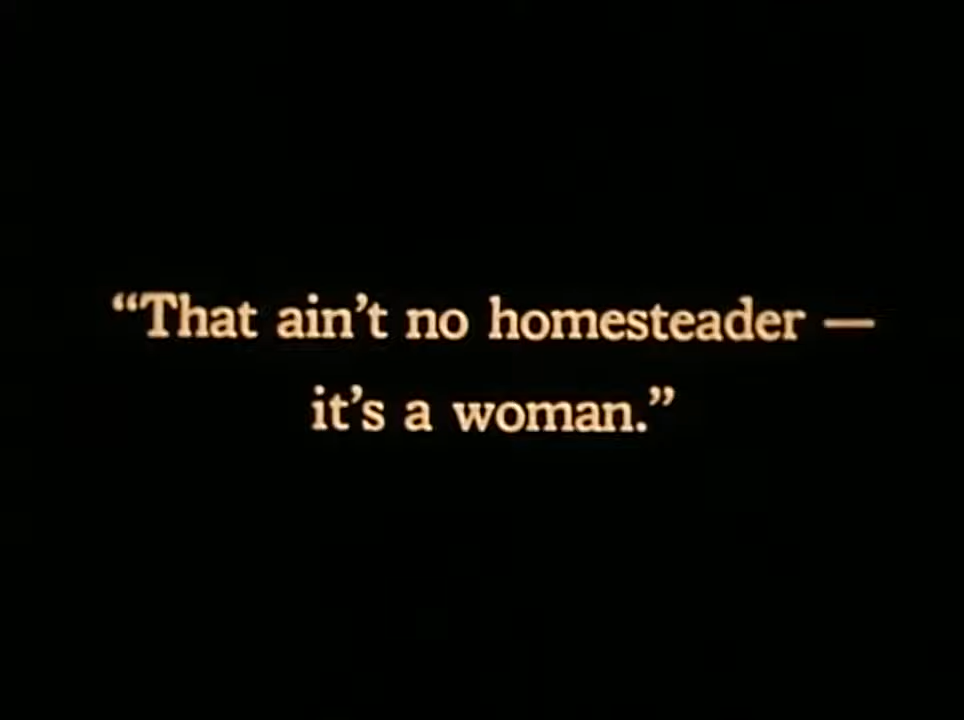 “That ain’t no homesteader —
it’s a woman.”